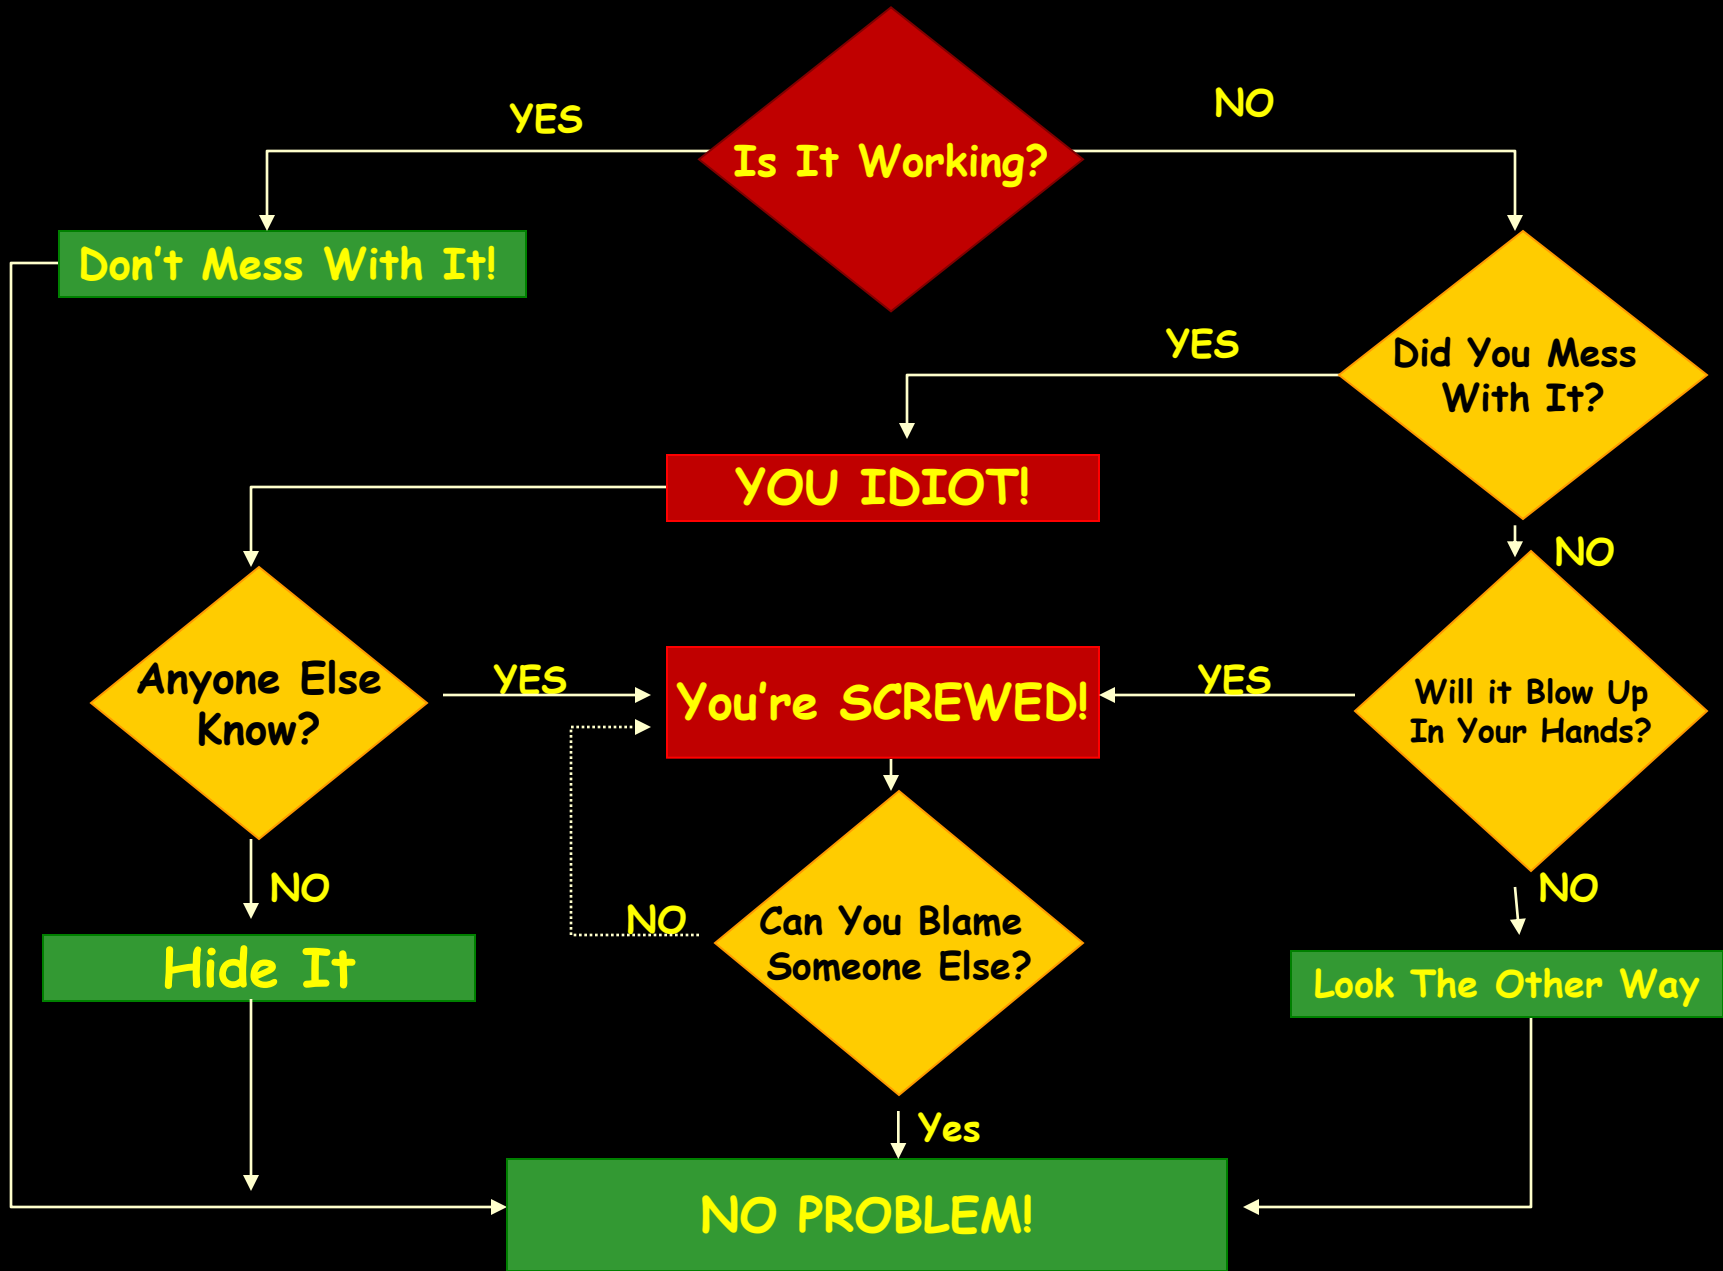 YES
NO
Is It Working?
Don't Mess With It!
YES
Did You Mess
With It?
YOU IDIOT!
NO
Anyone Else
Know?
YES
You're SCREWED!
YES
Will it Blow Up
In Your Hands?
NO
NO
NO
Can You Blame
Someone Else?
Hide It
Look The Other Way
Yes
NO PROBLEM!